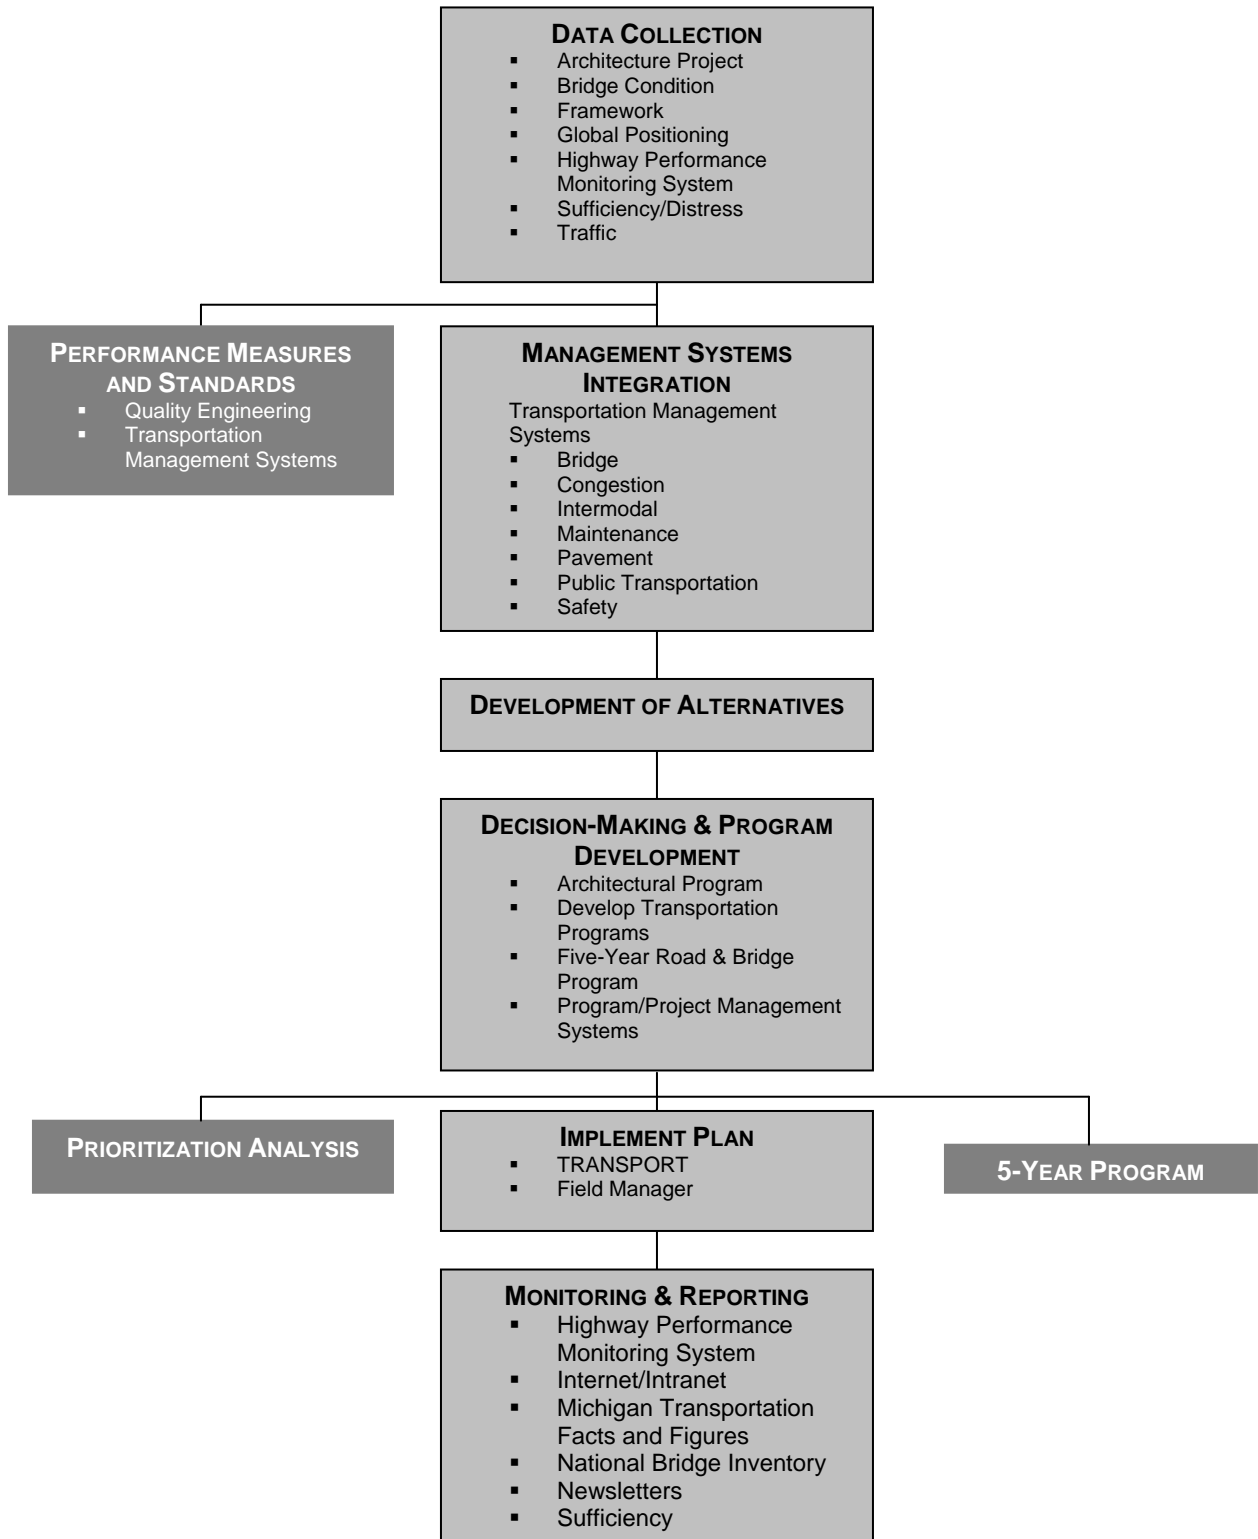 DATA COLLECTION
▪ Architecture Project
▪ Bridge Condition
▪ Framework
▪ Global Positioning
▪ Highway Performance
Monitoring System
▪ Sufficiency/Distress
▪ Traffic
PERFORMANCE MEASURES
AND STANDARDS
▪ Quality Engineering
▪ Transportation
Management Systems
MANAGEMENT SYSTEMS
INTEGRATION
Transportation Management
Systems
▪ Bridge
▪ Congestion
▪ Intermodal
▪ Maintenance
▪ Pavement
▪ Public Transportation
▪ Safety
DEVELOPMENT OF ALTERNATIVES
DECISION-MAKING & PROGRAM
DEVELOPMENT
▪ Architectural Program
▪ Develop Transportation
Programs
▪ Five-Year Road & Bridge
Program
▪ Program/Project Management
Systems
PRIORITIZATION ANALYSIS
IMPLEMENT PLAN
▪ TRANSPORT
▪ Field Manager
5-YEAR PROGRAM
MONITORING & REPORTING
▪ Highway Performance
Monitoring System
▪ Internet/Intranet
▪ Michigan Transportation
Facts and Figures
▪ National Bridge Inventory
▪ Newsletters
▪ Sufficiency